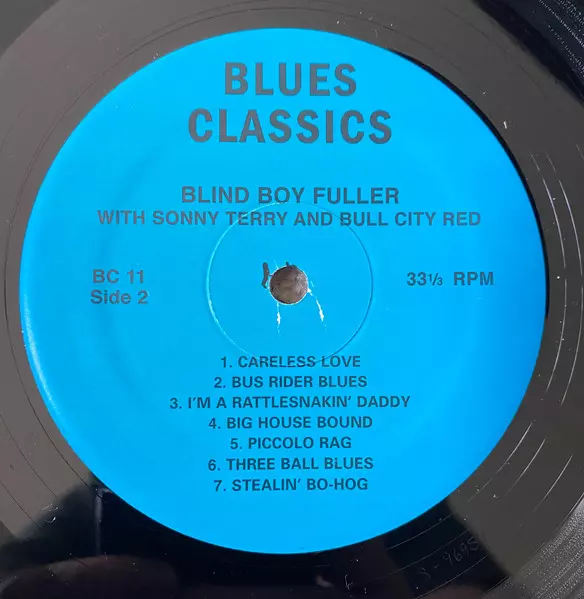 BLUES
CLASSICS
BLIND BOY FULLER
WITH SONNY TERRY AND BULL CITY RED
BC 11
Side 2
33⅓ RPM
1. CARELESS LOVE
2. BUS RIDER BLUES
3. I'M A RATTLESNAKIN' DADDY
4. BIG HOUSE BOUND
5. PICCOLO RAG
6. THREE BALL BLUES
7. STEALIN' BO-HOG